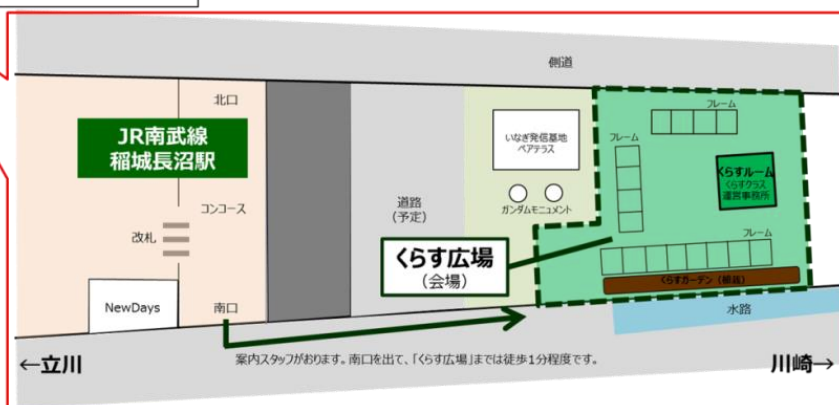 側道
北口
JR南武線
稲城長沼駅
コンコース
改札
NewDays
南口
道路
(予定)
いなぎ発信基地
ペアテラス
ガンダムモニュメント
くらす広場
(会場)
フレーム
フレーム
くらすルーム
くらすクラス
運営事務所
フレーム
くらすガーデン(植栽)
水路
案内スタッフがおります。南口を出て、「くらす広場」までは徒歩1分程度です。
←立川
川崎→